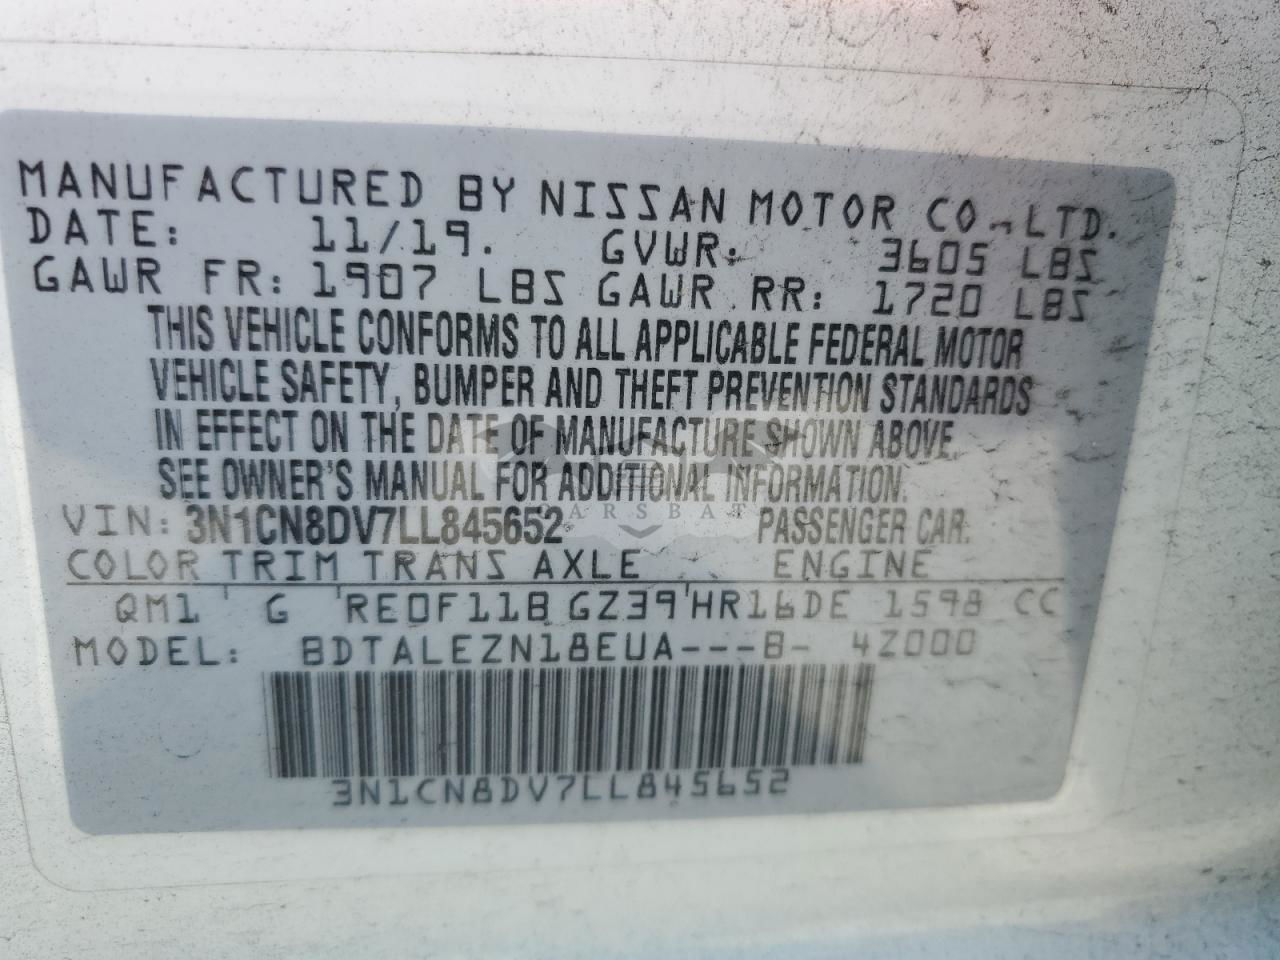 MANUFACTURED BY NISSAN MOTOR CO.,LTD.
DATE: 11/19. GVWR: 3605 LBS
GAWR FR: 1907 LBS GAWR RR: 1720 LBS
THIS VEHICLE CONFORMS TO ALL APPLICABLE FEDERAL MOTOR
VEHICLE SAFETY, BUMPER AND THEFT PREVENTION STANDARDS
IN EFFECT ON THE DATE OF MANUFACTURE SHOWN ABOVE.
SEE OWNER'S MANUAL FOR ADDITIONAL INFORMATION.
VIN: 3N1CN8DV7LL845652 PASSENGER CAR.
COLOR TRIM TRANS AXLE ENGINE
QM1 ' G 'RE0F11B GZ39'HR16DE 1598 CC
MODEL: BDTALEZN18EUA---B- 4Z000
3N1CN8DV7LL845652